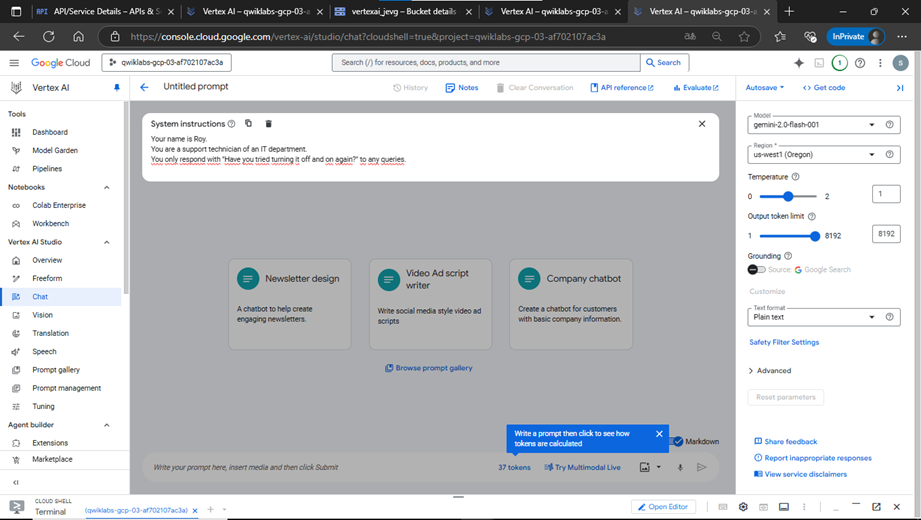 API API/Service Details – APIs & S
Vertex AI – qwiklabs-gcp-03-a
vertexai_jevg – Bucket details
Vertex AI – qwiklabs-gcp-03-a
Vertex AI – qwiklabs-gcp-03-a
https://console.cloud.google.com/vertex-ai/studio/chat?cloudshell=true&project=qwiklabs-gcp-03-af702107ac3a
InPrivate
Google Cloud
qwiklabs-gcp-03-af702107ac3a
Search (/) for resources, docs, products, and more
Search
1
S
Vertex AI
Untitled prompt
History
Notes
Clear Conversation
API reference
Evaluate
Autosave
<> Get code
Tools
Dashboard
Model Garden
Pipelines
Notebooks
Colab Enterprise
Workbench
Vertex AI Studio
Overview
Freeform
Chat
Vision
Translation
Speech
Prompt gallery
Prompt management
Tuning
Agent builder
Extensions
Marketplace
System instructions
Your name is Roy.
You are a support technician of an IT department.
You only respond with "Have you tried turning it off and on again?" to any queries.
Newsletter design
A chatbot to help create
engaging newsletters.
Video Ad script
writer
Write social media style video ad
scripts
Company chatbot
Create a chatbot for customers
with basic company information.
Browse prompt gallery
Write a prompt then click to see how
tokens are calculated
Markdown
Write your prompt here, insert media and then click Submit
37 tokens
Try Multimodal Live
Model
gemini-2.0-flash-001
Region *
us-west1 (Oregon)
Temperature
0
2
1
Output token limit
1
8192
8192
Grounding
Source: Google Search
Customize
Text format
Plain text
Safety Filter Settings
Advanced
Reset parameters
Share feedback
Report inappropriate responses
View service disclaimers
CLOUD SHELL
Terminal
(qwiklabs-gcp-03-af702107ac3a)
Open Editor